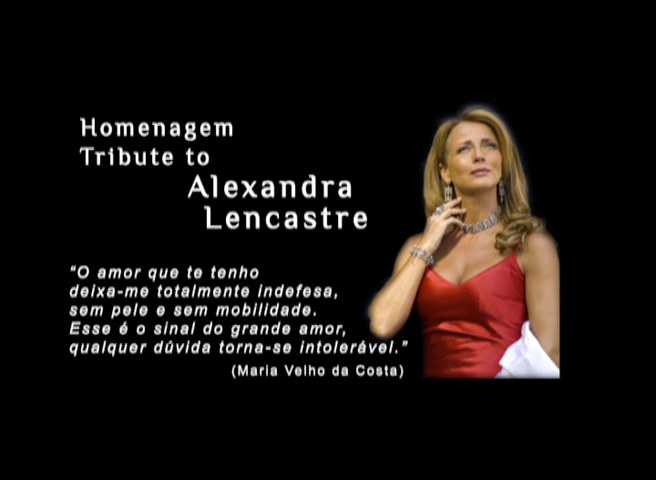 Homenagem
Tribute to
Alexandra
Lencastre
“O amor que te tenho
deixa-me totalmente indefesa,
sem pele e sem mobilidade.
Esse é o sinal do grande amor,
qualquer dúvida torna-se intolerável.”
(Maria Velho da Costa)